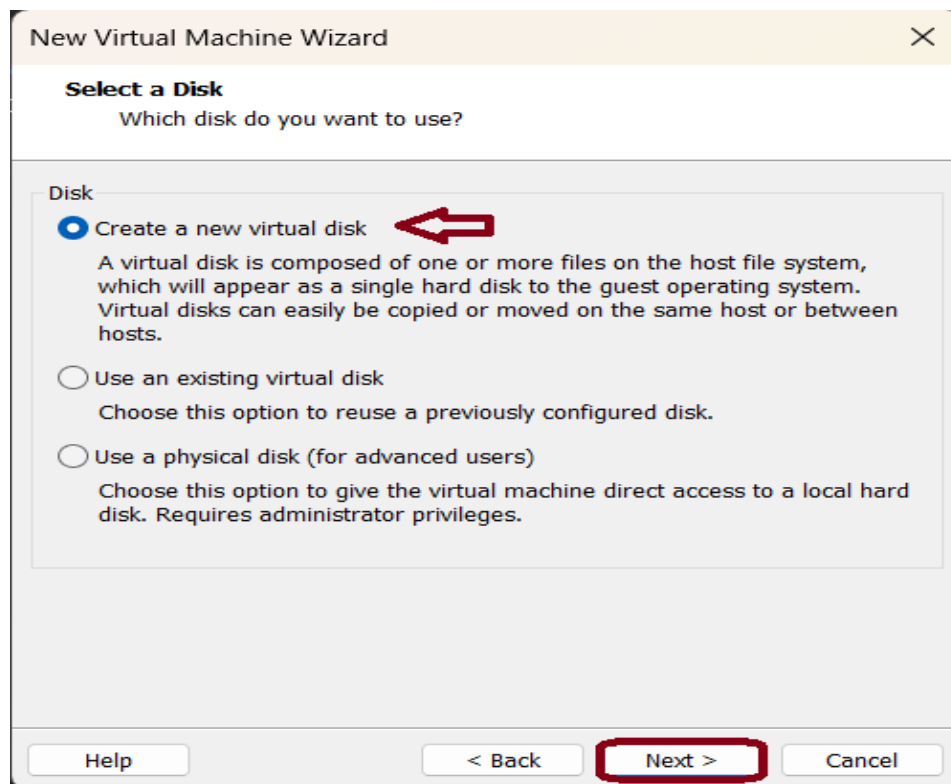 New Virtual Machine Wizard
Select a Disk
Which disk do you want to use?
Disk
Create a new virtual disk
A virtual disk is composed of one or more files on the host file system,
which will appear as a single hard disk to the guest operating system.
Virtual disks can easily be copied or moved on the same host or between
hosts.
Use an existing virtual disk
Choose this option to reuse a previously configured disk.
Use a physical disk (for advanced users)
Choose this option to give the virtual machine direct access to a local hard
disk. Requires administrator privileges.
Help < Back Next > Cancel